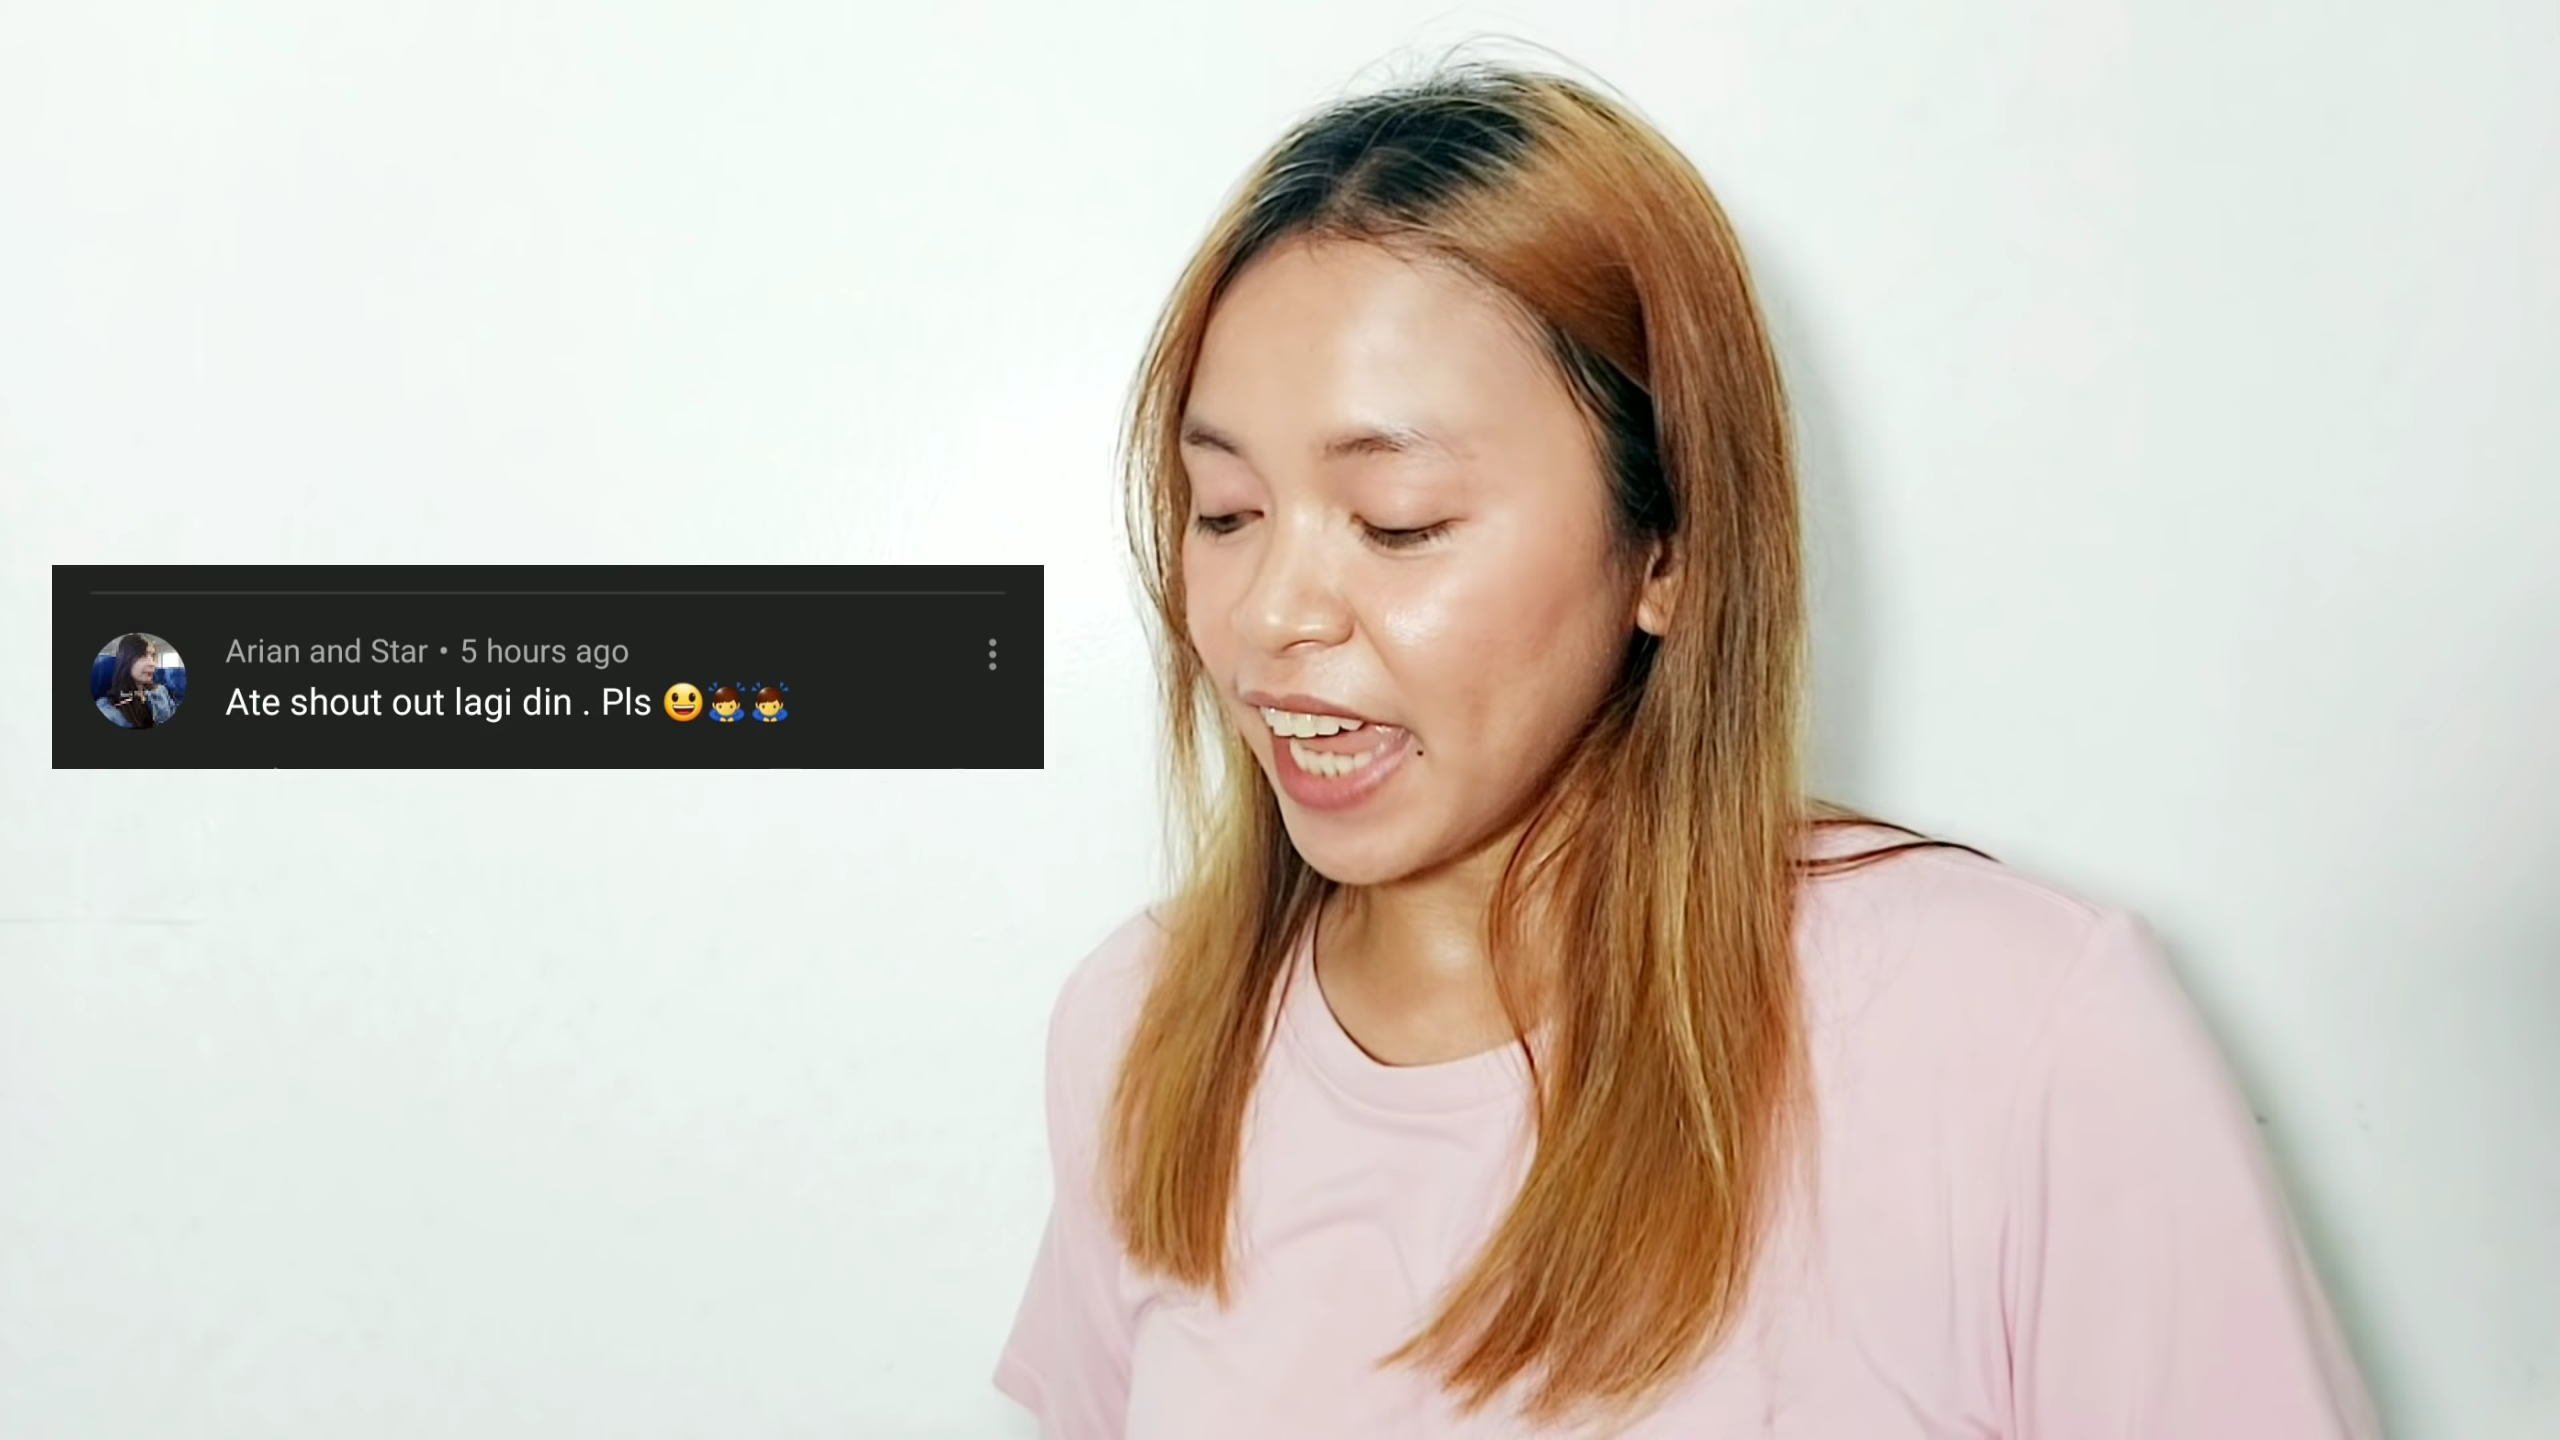 Arian and Star • 5 hours ago
Ate shout out lagi din . Pls 😃🙇‍♂️🙇‍♂️